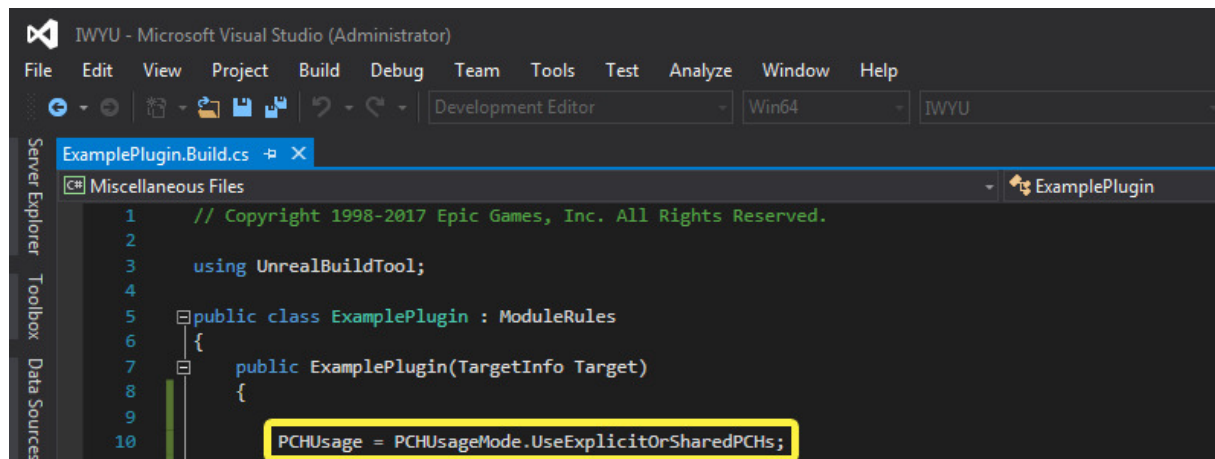 IWYU - Microsoft Visual Studio (Administrator)
File Edit View Project Build Debug Team Tools Test Analyze Window Help
Development Editor Win64 IWYU
Server Explorer
Toolbox
Data Sources
ExamplePlugin.Build.cs
C# Miscellaneous Files ExamplePlugin
1 // Copyright 1998-2017 Epic Games, Inc. All Rights Reserved.
2
3 using UnrealBuildTool;
4
5 public class ExamplePlugin : ModuleRules
6 {
7 public ExamplePlugin(TargetInfo Target)
8 {
9
10 PCHUsage = PCHUsageMode.UseExplicitOrSharedPCHs;